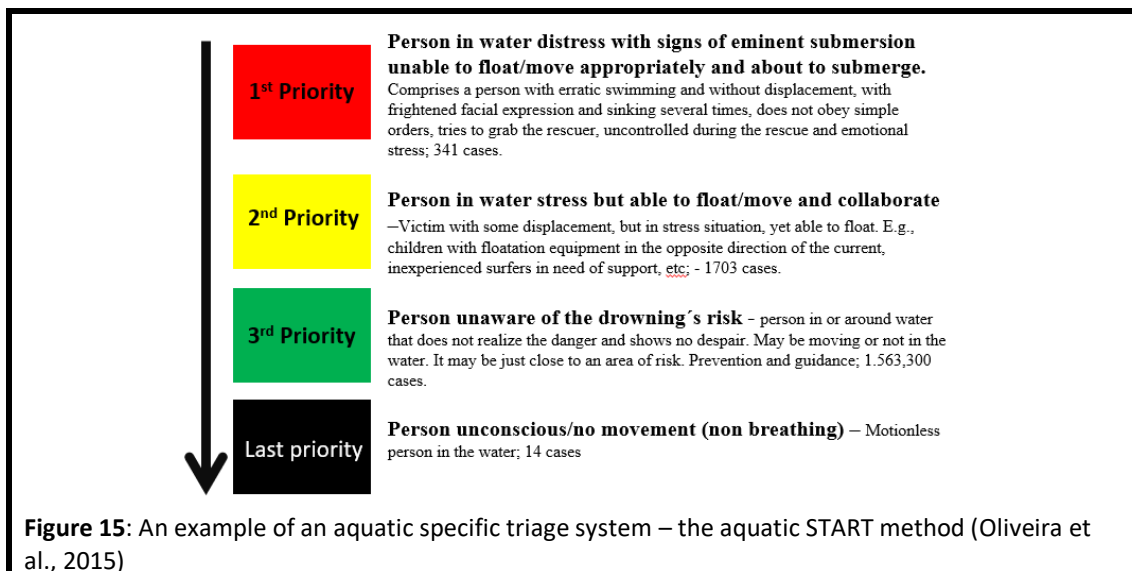 1st Priority
Person in water distress with signs of eminent submersion
unable to float/move appropriately and about to submerge.
Comprises a person with erratic swimming and without displacement, with
frightened facial expression and sinking several times, does not obey simple
orders, tries to grab the rescuer, uncontrolled during the rescue and emotional
stress; 341 cases.
2nd Priority
Person in water stress but able to float/move and collaborate
–Victim with some displacement, but in stress situation, yet able to float. E.g.,
children with floatation equipment in the opposite direction of the current,
inexperienced surfers in need of support, etc; - 1703 cases.
3rd Priority
Person unaware of the drowning´s risk - person in or around water
that does not realize the danger and shows no despair. May be moving or not in the
water. It may be just close to an area of risk. Prevention and guidance; 1.563,300
cases.
Last priority
Person unconscious/no movement (non breathing) – Motionless
person in the water; 14 cases
Figure 15: An example of an aquatic specific triage system – the aquatic START method (Oliveira et
al., 2015)